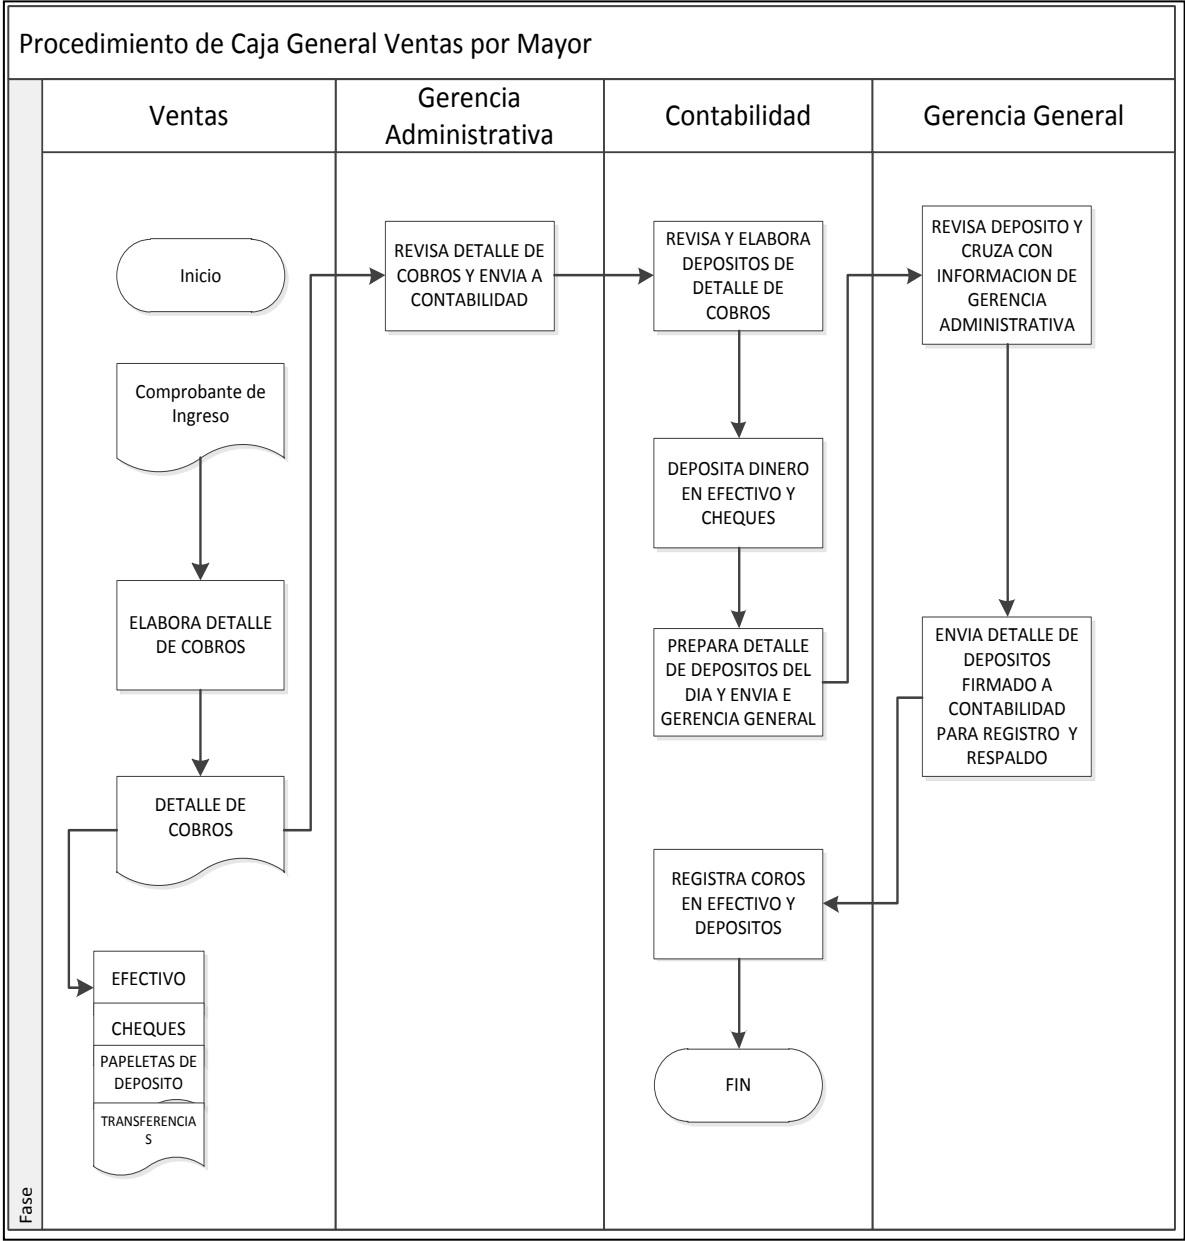 Procedimiento de Caja General Ventas por Mayor
Fase
Ventas
Gerencia
Administrativa
Contabilidad
Gerencia General
Inicio
Comprobante de
Ingreso
ELABORA DETALLE
DE COBROS
DETALLE DE
COBROS
EFECTIVO
CHEQUES
PAPELETAS DE
DEPOSITO
TRANSFERENCIA
S
REVISA DETALLE DE
COBROS Y ENVIA A
CONTABILIDAD
REVISA Y ELABORA
DEPOSITOS DE
DETALLE DE
COBROS
DEPOSITA DINERO
EN EFECTIVO Y
CHEQUES
PREPARA DETALLE
DE DEPOSITOS DEL
DIA Y ENVIA E
GERENCIA GENERAL
REVISA DEPOSITO Y
CRUZA CON
INFORMACION DE
GERENCIA
ADMINISTRATIVA
ENVIA DETALLE DE
DEPOSITOS
FIRMADO A
CONTABILIDAD
PARA REGISTRO Y
RESPALDO
REGISTRA COROS
EN EFECTIVO Y
DEPOSITOS
FIN